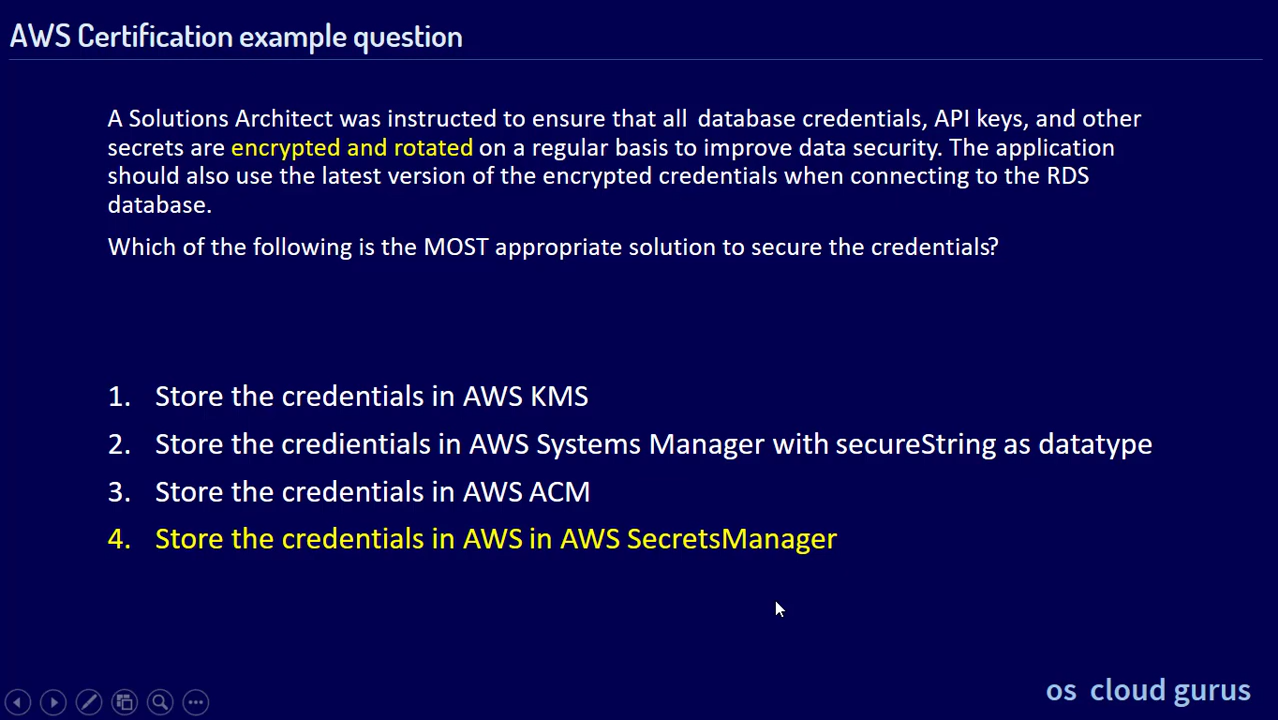 AWS Certification example question
A Solutions Architect was instructed to ensure that all database credentials, API keys, and other
secrets are encrypted and rotated on a regular basis to improve data security. The application
should also use the latest version of the encrypted credentials when connecting to the RDS
database.
Which of the following is the MOST appropriate solution to secure the credentials?
1. Store the credentials in AWS KMS
2. Store the credientials in AWS Systems Manager with secureString as datatype
3. Store the credentials in AWS ACM
4. Store the credentials in AWS in AWS SecretsManager
os cloud gurus